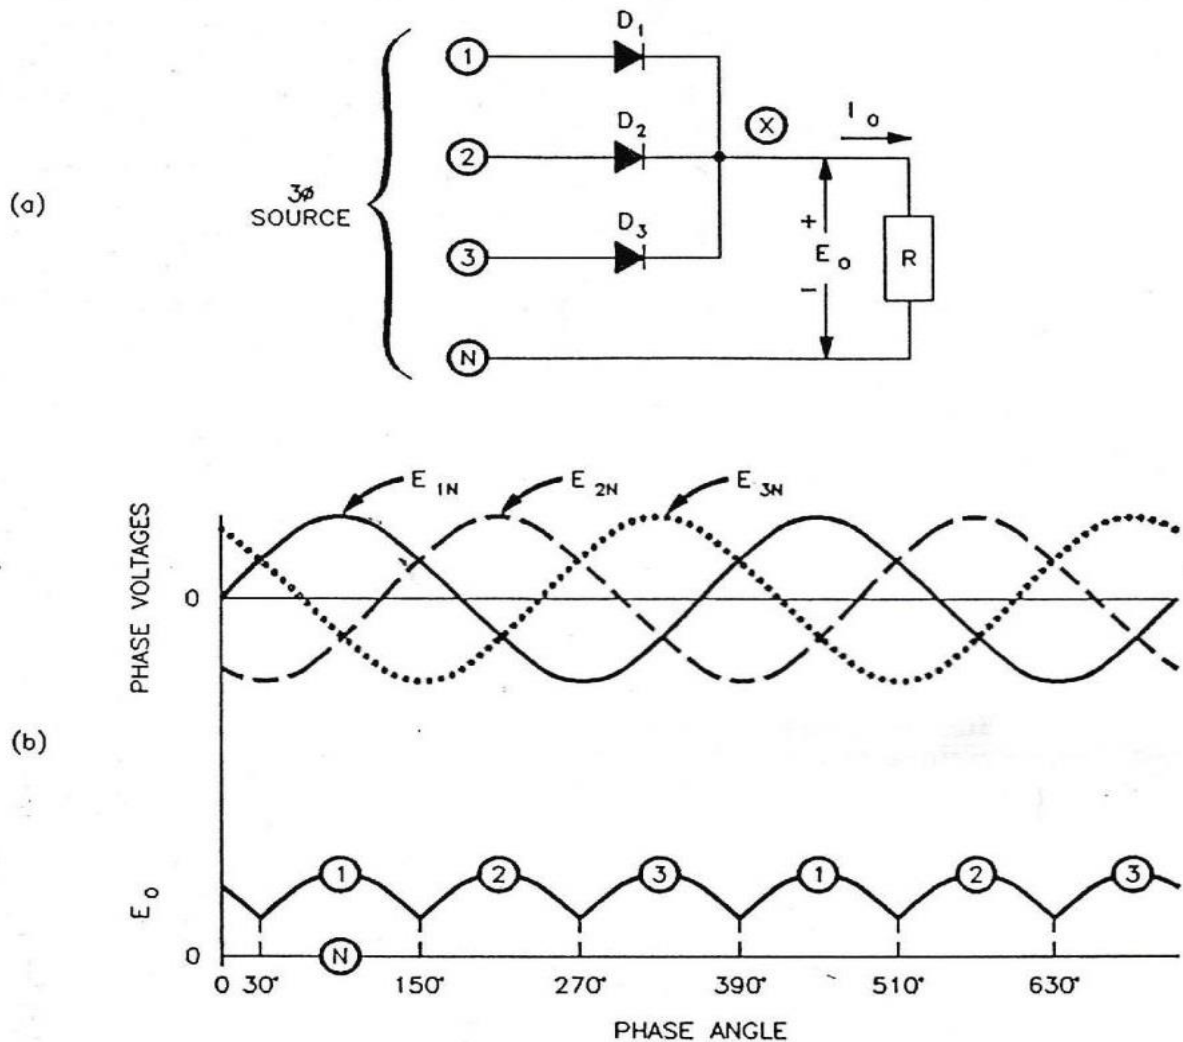 (a)
3ø
SOURCE
1
D1
2
D2
3
D3
N
X
Io
+
Eo
−
R
(b)
PHASE VOLTAGES
0
E1N
E2N
E3N
Eo
0
1
2
3
1
2
3
N
0 30° 150° 270° 390° 510° 630°
PHASE ANGLE